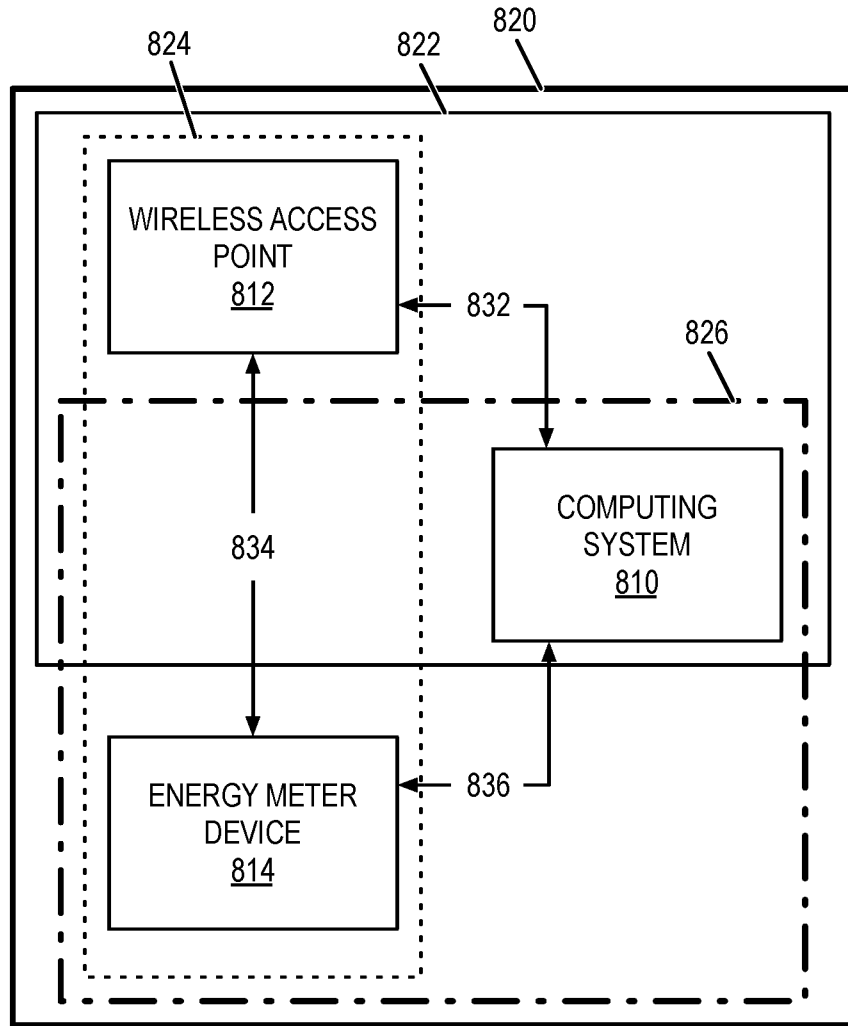 824
822
820
WIRELESS ACCESS
POINT
812
832
826
834
COMPUTING
SYSTEM
810
ENERGY METER
DEVICE
814
836